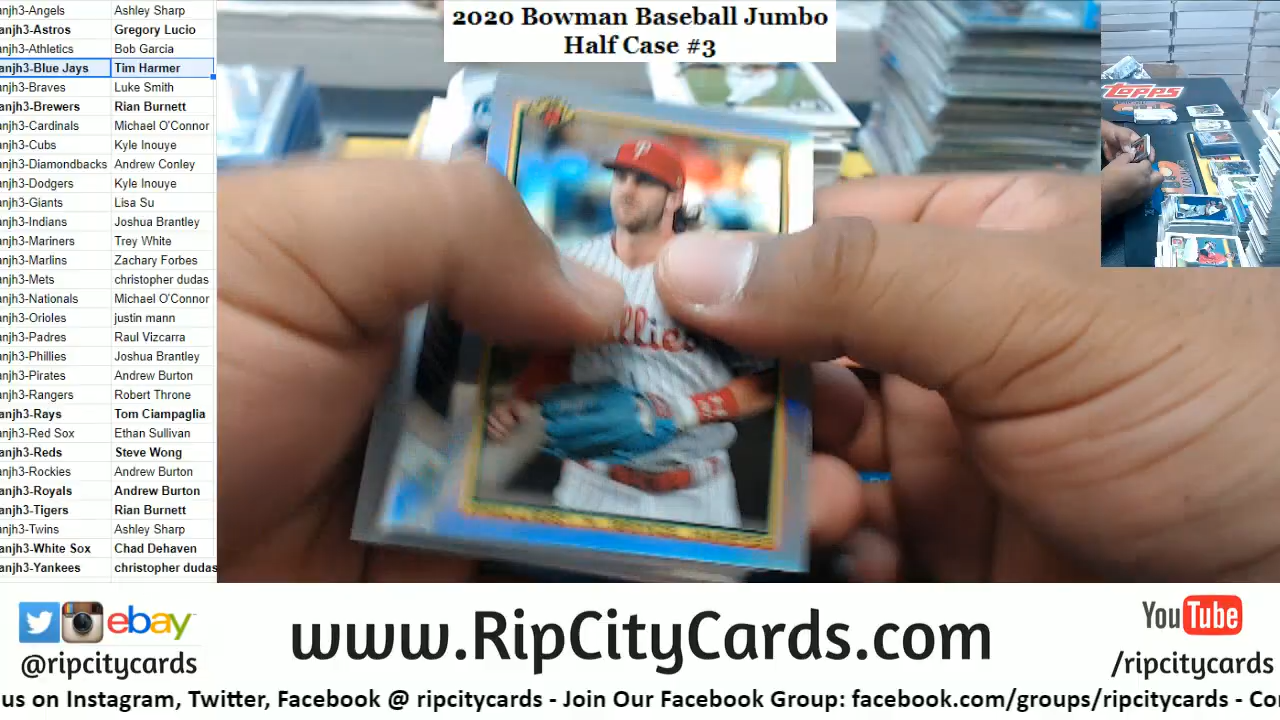 anjh3-Angels Ashley Sharp
anjh3-Astros Gregory Lucio
anjh3-Athletics Bob Garcia
anjh3-Blue Jays Tim Harmer
anjh3-Braves Luke Smith
anjh3-Brewers Rian Burnett
anjh3-Cardinals Michael O'Connor
anjh3-Cubs Kyle Inouye
anjh3-Diamondbacks Andrew Conley
anjh3-Dodgers Kyle Inouye
anjh3-Giants Lisa Su
anjh3-Indians Joshua Brantley
anjh3-Mariners Trey White
anjh3-Marlins Zachary Forbes
anjh3-Mets christopher dudas
anjh3-Nationals Michael O'Connor
anjh3-Orioles justin mann
anjh3-Padres Raul Vizcarra
anjh3-Phillies Joshua Brantley
anjh3-Pirates Andrew Burton
anjh3-Rangers Robert Throne
anjh3-Rays Tom Ciampaglia
anjh3-Red Sox Ethan Sullivan
anjh3-Reds Steve Wong
anjh3-Rockies Andrew Burton
anjh3-Royals Andrew Burton
anjh3-Tigers Rian Burnett
anjh3-Twins Ashley Sharp
anjh3-White Sox Chad Dehaven
anjh3-Yankees christopher dudas
2020 Bowman Baseball Jumbo
Half Case #3
Topps
P
illies
ebay
@ripcitycards
www.RipCityCards.com
YouTube
/ripcitycards
us on Instagram, Twitter, Facebook @ ripcitycards - Join Our Facebook Group: facebook.com/groups/ripcitycards - Co